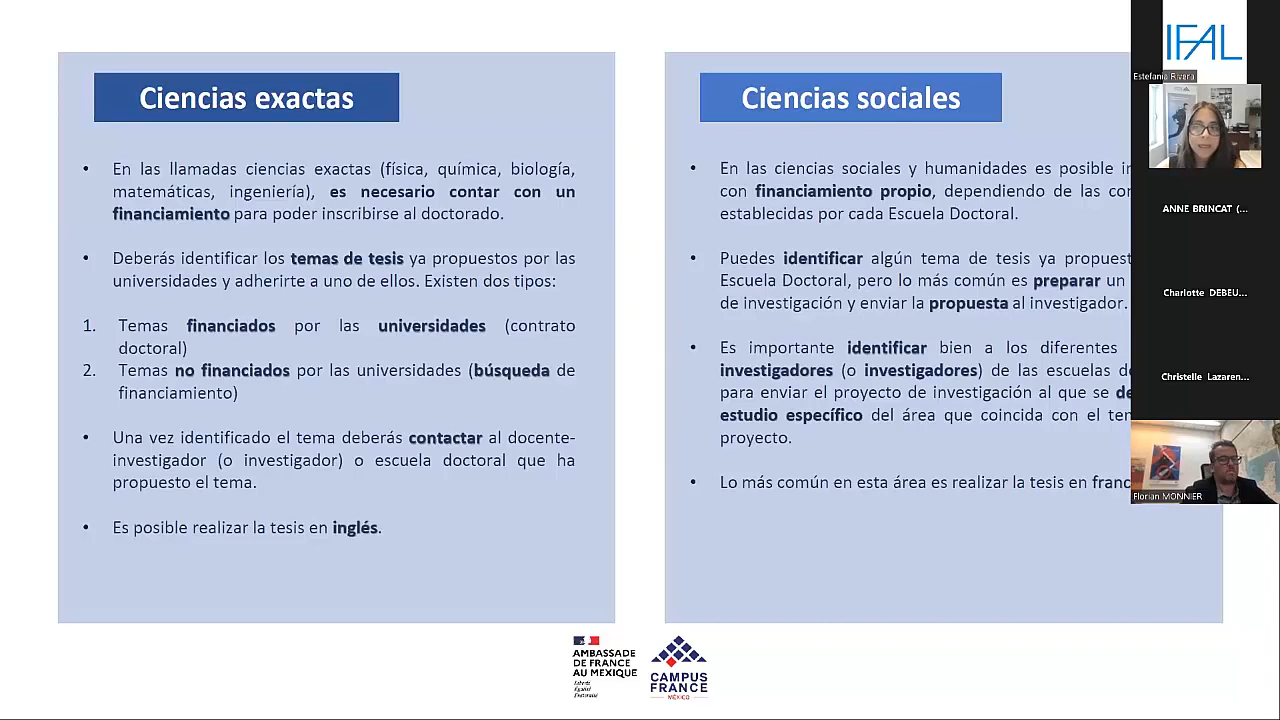 Ciencias exactas
• En las llamadas ciencias exactas (física, química, biología,
matemáticas, ingeniería), es necesario contar con un
financiamiento para poder inscribirse al doctorado.
• Deberás identificar los temas de tesis ya propuestos por las
universidades y adherirte a uno de ellos. Existen dos tipos:
1. Temas financiados por las universidades (contrato
doctoral)
2. Temas no financiados por las universidades (búsqueda de
financiamiento)
• Una vez identificado el tema deberás contactar al docente-
investigador (o investigador) o escuela doctoral que ha
propuesto el tema.
• Es posible realizar la tesis en inglés.
Ciencias sociales
• En las ciencias sociales y humanidades es posible
con financiamiento propio, dependiendo de las
establecidas por cada Escuela Doctoral.
• Puedes identificar algún tema de tesis ya
Escuela Doctoral, pero lo más común es preparar un
de investigación y enviar la propuesta al investigador.
• Es importante identificar bien a los diferentes
investigadores (o investigadores) de las escuelas
para enviar el proyecto de investigación al que se
estudio específico del área que coincida con el
proyecto.
• Lo más común en esta área es realizar la tesis en
IFAL
Estefania Rivera
ANNE BRINCAT (...
Charlotte DEBEU...
Christelle Lazaren...
Florian MONNIER
AMBASSADE
DE FRANCE
AU MEXIQUE
Liberté
Égalité
Fraternité
CAMPUS
FRANCE
MÉXICO